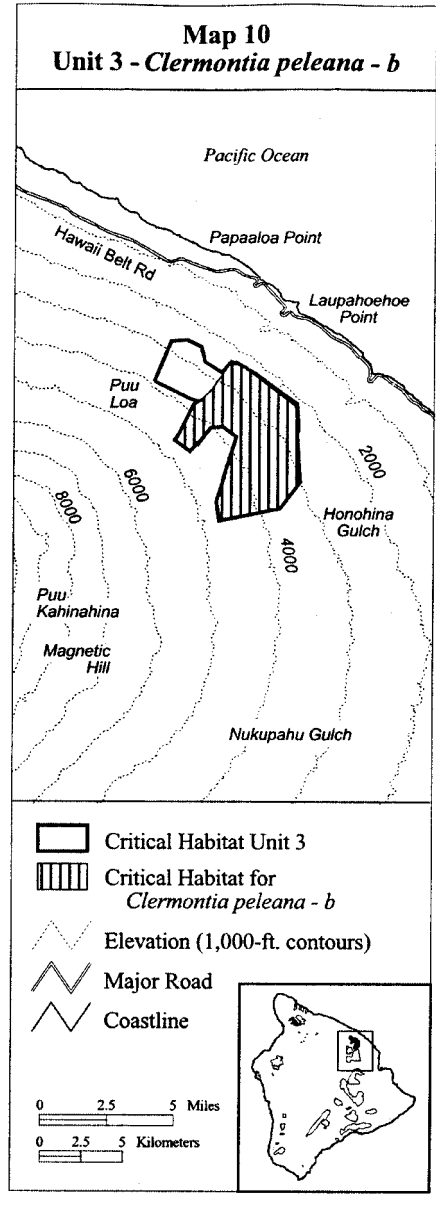 Map 10
Unit 3 - Clermontia peleana - b
Pacific Ocean
Papaaloa Point
Hawaii Belt Rd
Laupahoehoe
Point
Puu
Loa
2000
6000
8000
Honohina
Gulch
4000
Puu
Kahinahina
Magnetic
Hill
Nukupahu Gulch
Critical Habitat Unit 3
Critical Habitat for
Clermontia peleana - b
Elevation (1,000-ft. contours)
Major Road
Coastline
0 2.5 5 Miles
0 2.5 5 Kilometers